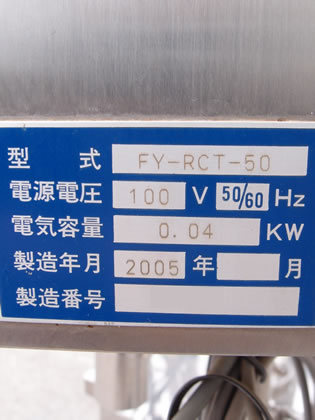 型 式 FY-RCT-50
電源電圧 100 V 50/60 Hz
電気容量 0.04 KW
製造年月 2005 年 月
製造番号